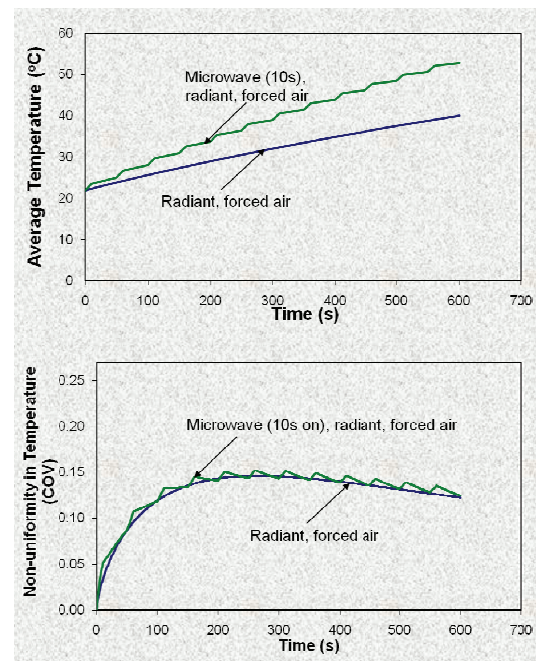 60
50
40
30
20
10
0
Average Temperature (ºC)
Microwave (10s),
radiant, forced air
Radiant, forced air
0 100 200 300 400 500 600 700
Time (s)
0.25
0.20
0.15
0.10
0.05
0.00
Non-uniformity in Temperature
(COV)
Microwave (10s on), radiant, forced air
Radiant, forced air
0 100 200 300 400 500 600 700
Time (s)